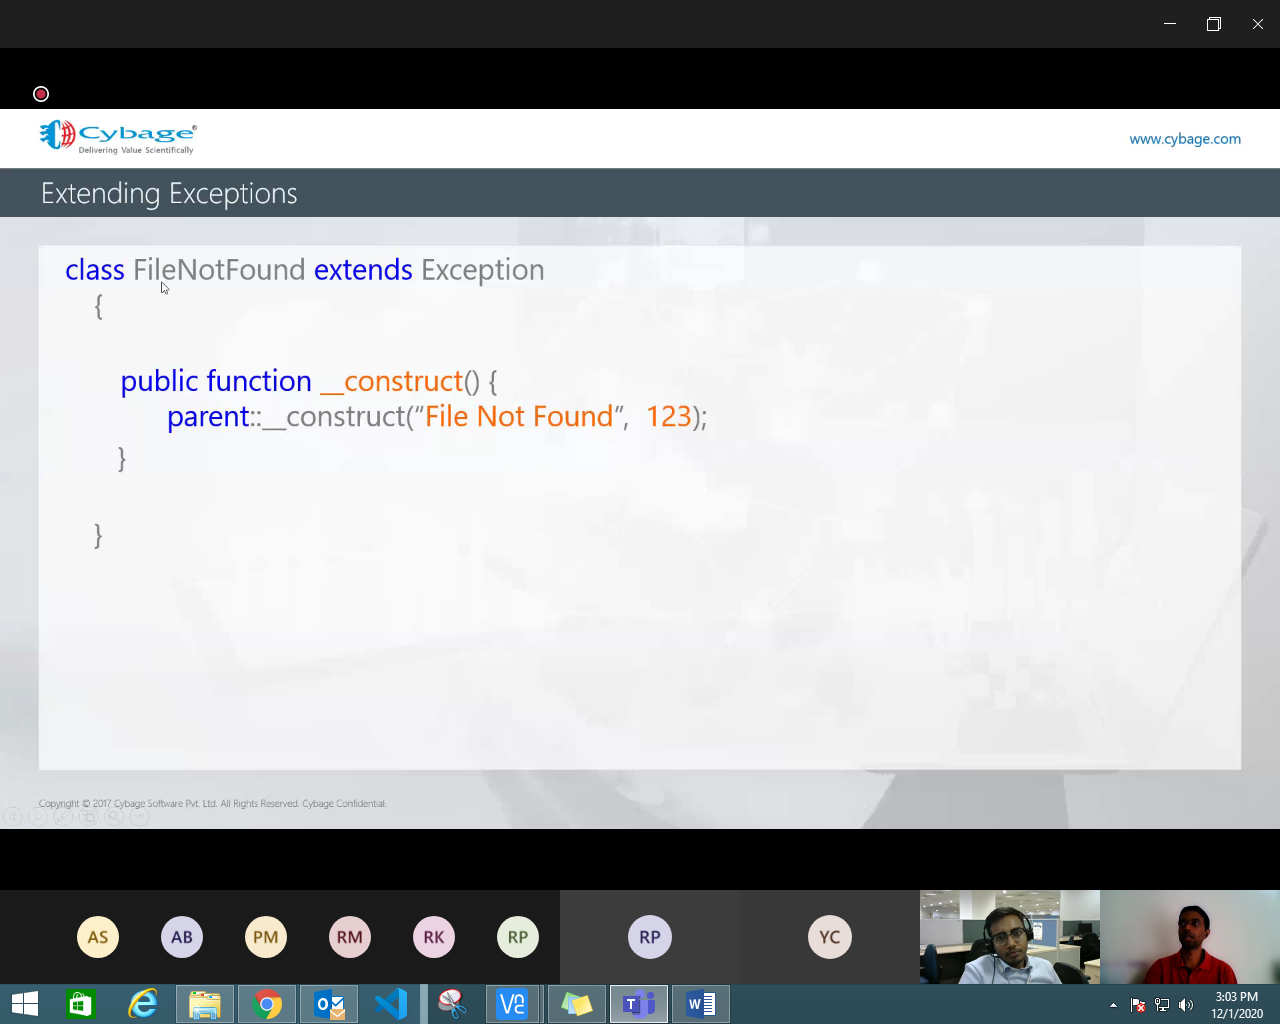 Cybage®
Delivering Value Scientifically
www.cybage.com
Extending Exceptions
class FileNotFound extends Exception
{
public function __construct() {
parent::__construct(“File Not Found”, 123);
}
}
Copyright © 2017 Cybage Software Pvt. Ltd. All Rights Reserved. Cybage Confidential.
AS AB PM RM RK RP RP YC
3:03 PM
12/1/2020